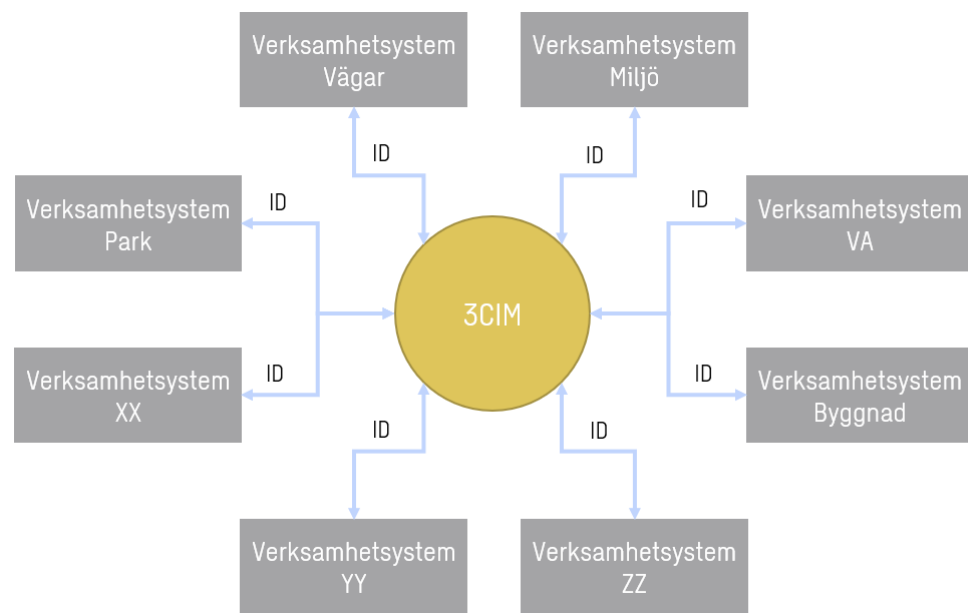 Verksamhetsystem
Vägar
Verksamhetsystem
Miljö
ID
ID
Verksamhetsystem
Park
ID
ID
Verksamhetsystem
VA
3CIM
Verksamhetsystem
XX
ID
ID
Verksamhetsystem
Byggnad
ID
ID
Verksamhetsystem
YY
Verksamhetsystem
ZZ